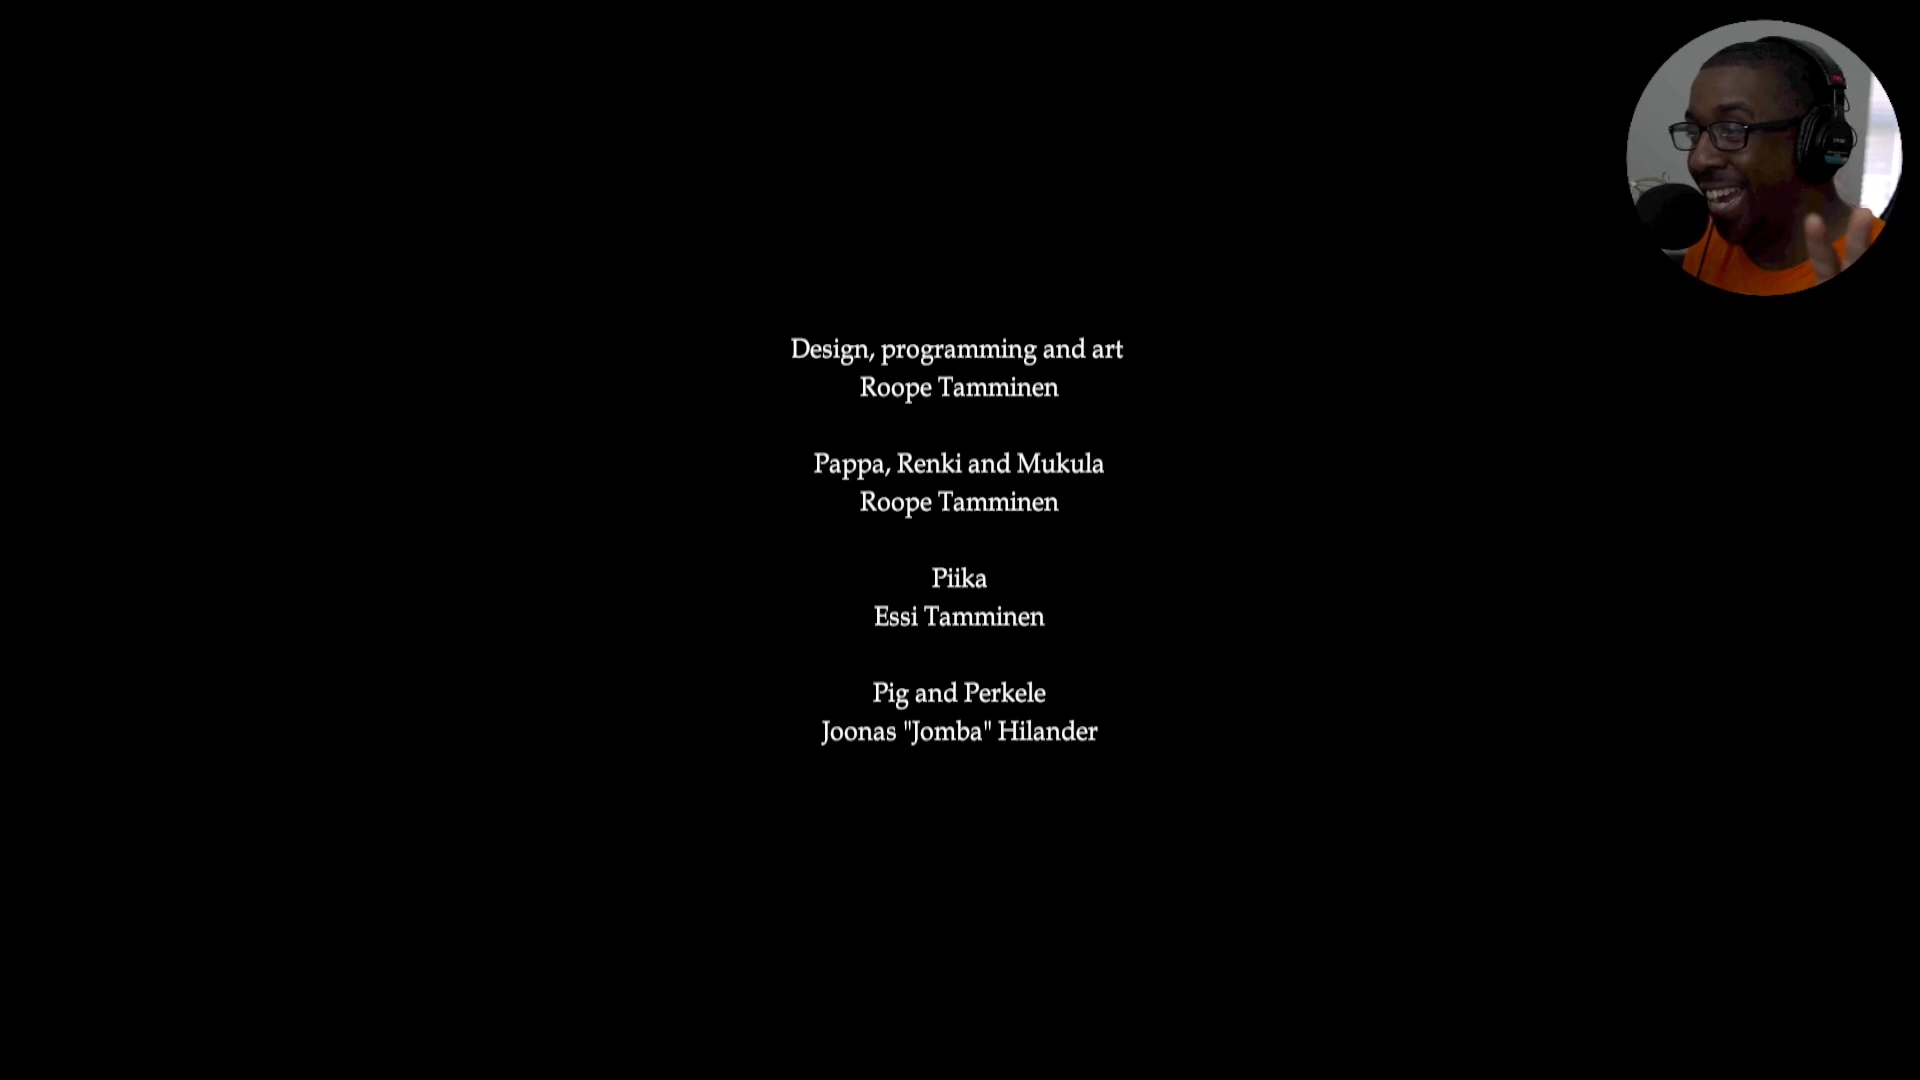 Design, programming and art
Roope Tamminen
Pappa, Renki and Mukula
Roope Tamminen
Piika
Essi Tamminen
Pig and Perkele
Joonas "Jomba" Hilander